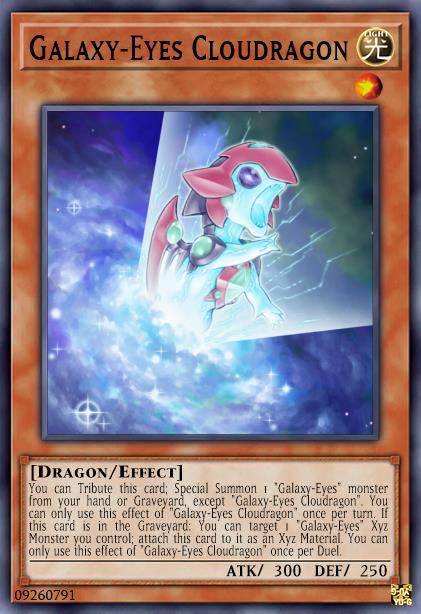 GALAXY-EYES CLOUDRAGON
LIGHT
光
[DRAGON/EFFECT]
You can Tribute this card; Special Summon 1 "Galaxy-Eyes" monster
from your hand or Graveyard, except "Galaxy-Eyes Cloudragon". You
can only use this effect of "Galaxy-Eyes Cloudragon" once per turn. If
this card is in the Graveyard: You can target 1 "Galaxy-Eyes" Xyz
Monster you control; attach this card to it as an Xyz Material. You can
only use this effect of "Galaxy-Eyes Cloudragon" once per Duel.
ATK/ 300 DEF/ 250
09260791